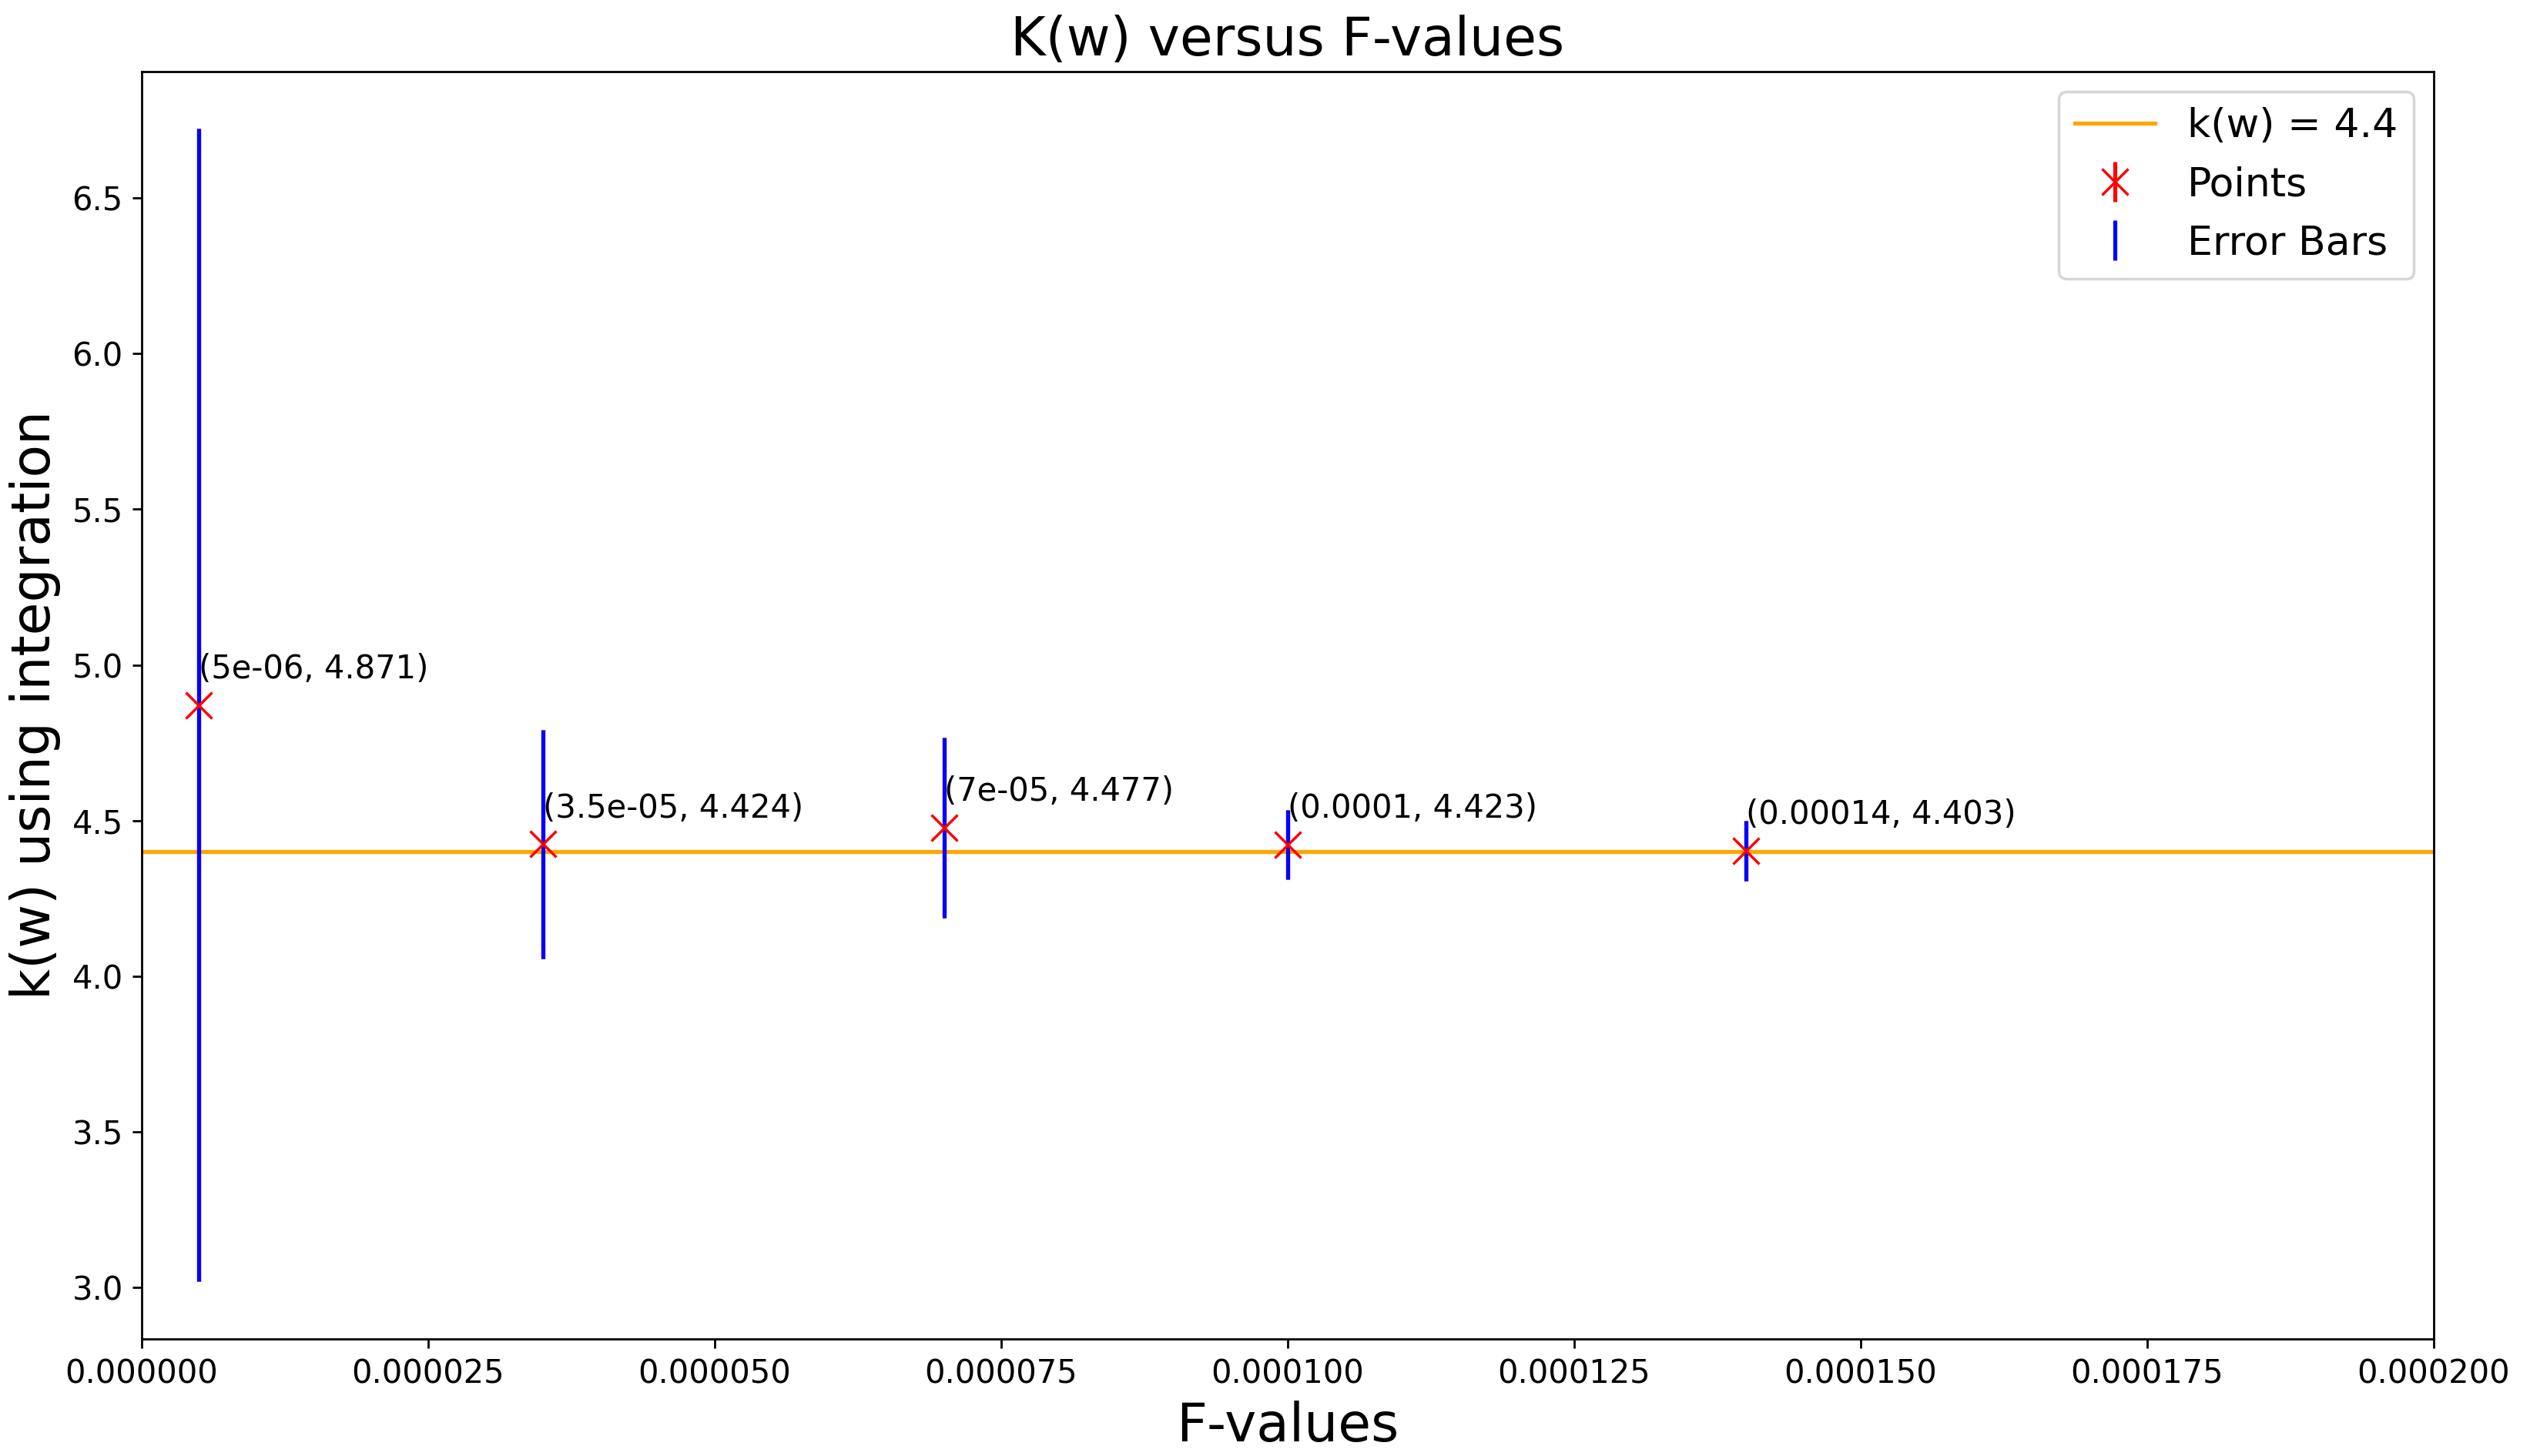 K(w) versus F-values
k(w) = 4.4
Points
Error Bars
k(w) using integration
6.5
6.0
5.5
5.0
4.5
4.0
3.5
3.0
(5e-06, 4.871)
(3.5e-05, 4.424)
(7e-05, 4.477)
(0.0001, 4.423)
(0.00014, 4.403)
0.000000 0.000025 0.000050 0.000075 0.000100 0.000125 0.000150 0.000175 0.000200
F-values